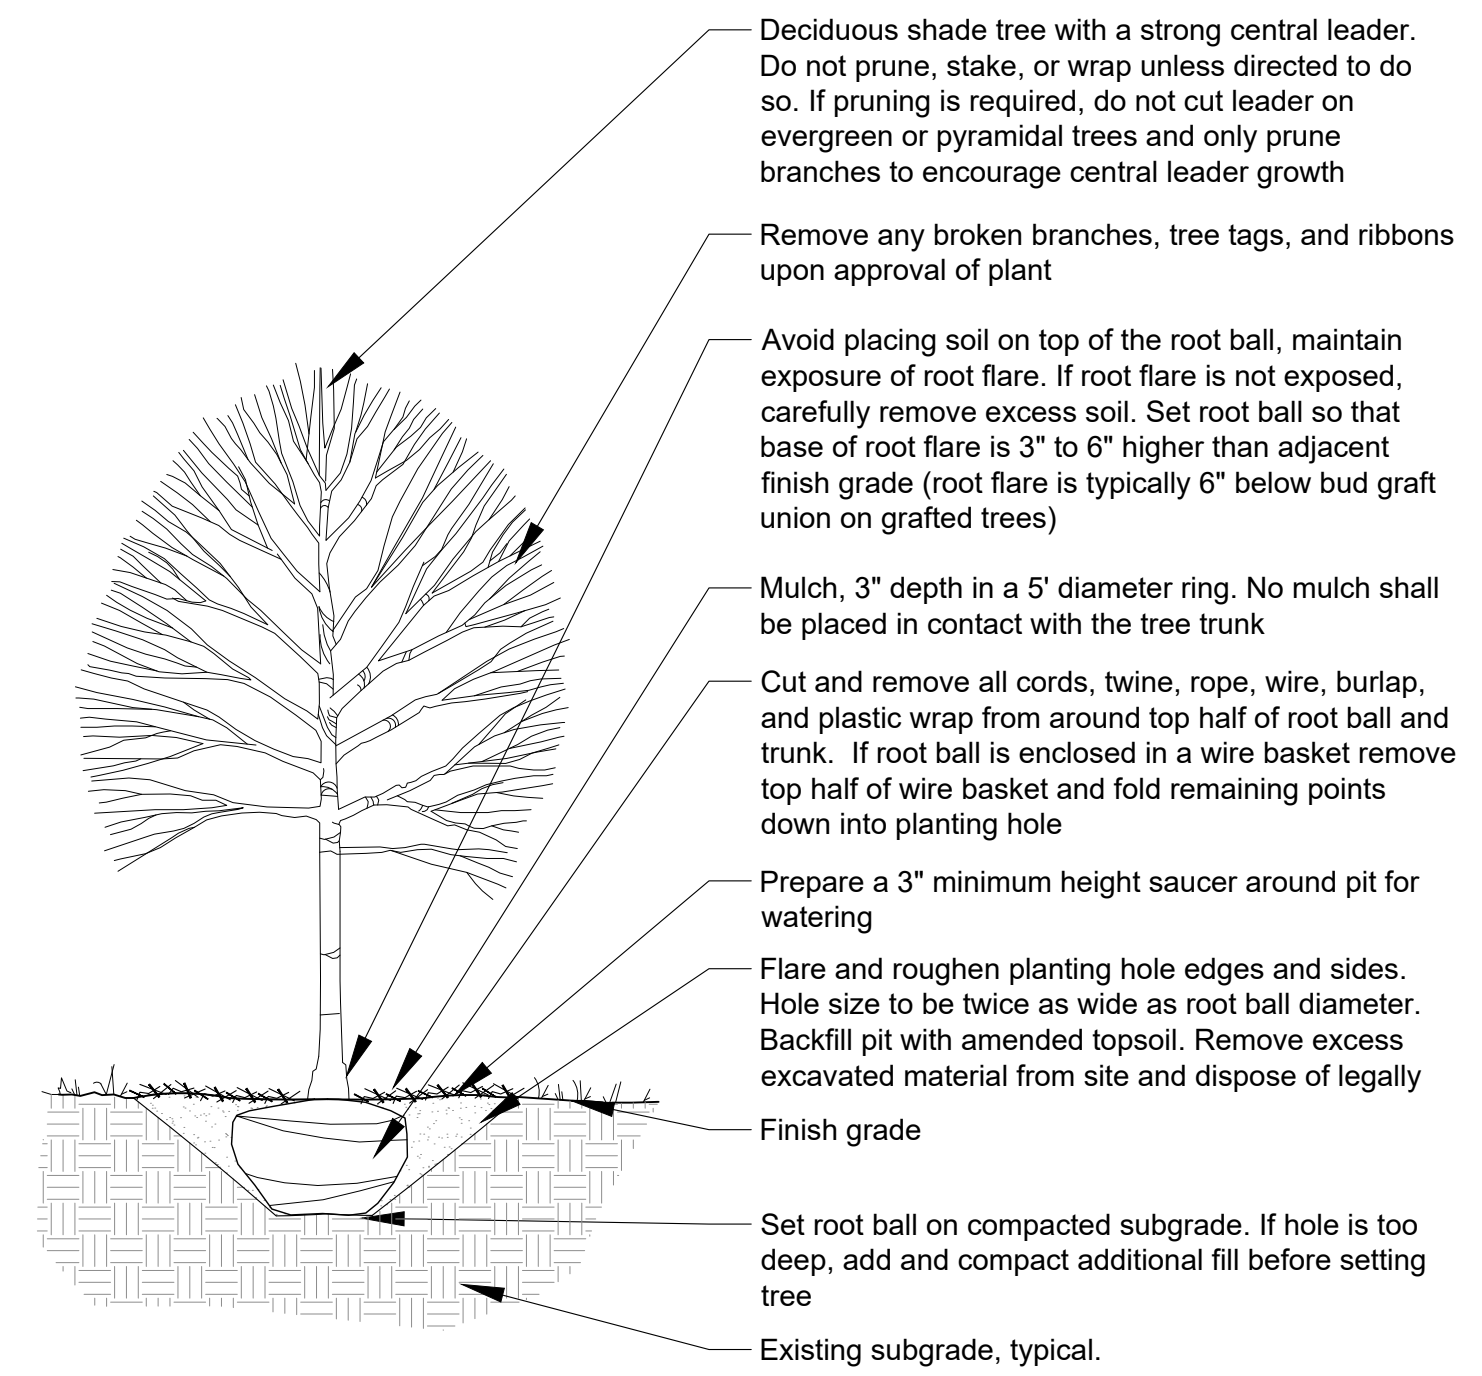 Deciduous shade tree with a strong central leader.
Do not prune, stake, or wrap unless directed to do
so. If pruning is required, do not cut leader on
evergreen or pyramidal trees and only prune
branches to encourage central leader growth
Remove any broken branches, tree tags, and ribbons
upon approval of plant
Avoid placing soil on top of the root ball, maintain
exposure of root flare. If root flare is not exposed,
carefully remove excess soil. Set root ball so that
base of root flare is 3" to 6" higher than adjacent
finish grade (root flare is typically 6" below bud graft
union on grafted trees)
Mulch, 3" depth in a 5' diameter ring. No mulch shall
be placed in contact with the tree trunk
Cut and remove all cords, twine, rope, wire, burlap,
and plastic wrap from around top half of root ball and
trunk.  If root ball is enclosed in a wire basket remove
top half of wire basket and fold remaining points
down into planting hole
Prepare a 3" minimum height saucer around pit for
watering
Flare and roughen planting hole edges and sides.
Hole size to be twice as wide as root ball diameter.
Backfill pit with amended topsoil. Remove excess
excavated material from site and dispose of legally
Finish grade
Set root ball on compacted subgrade. If hole is too
deep, add and compact additional fill before setting
tree
Existing subgrade, typical.